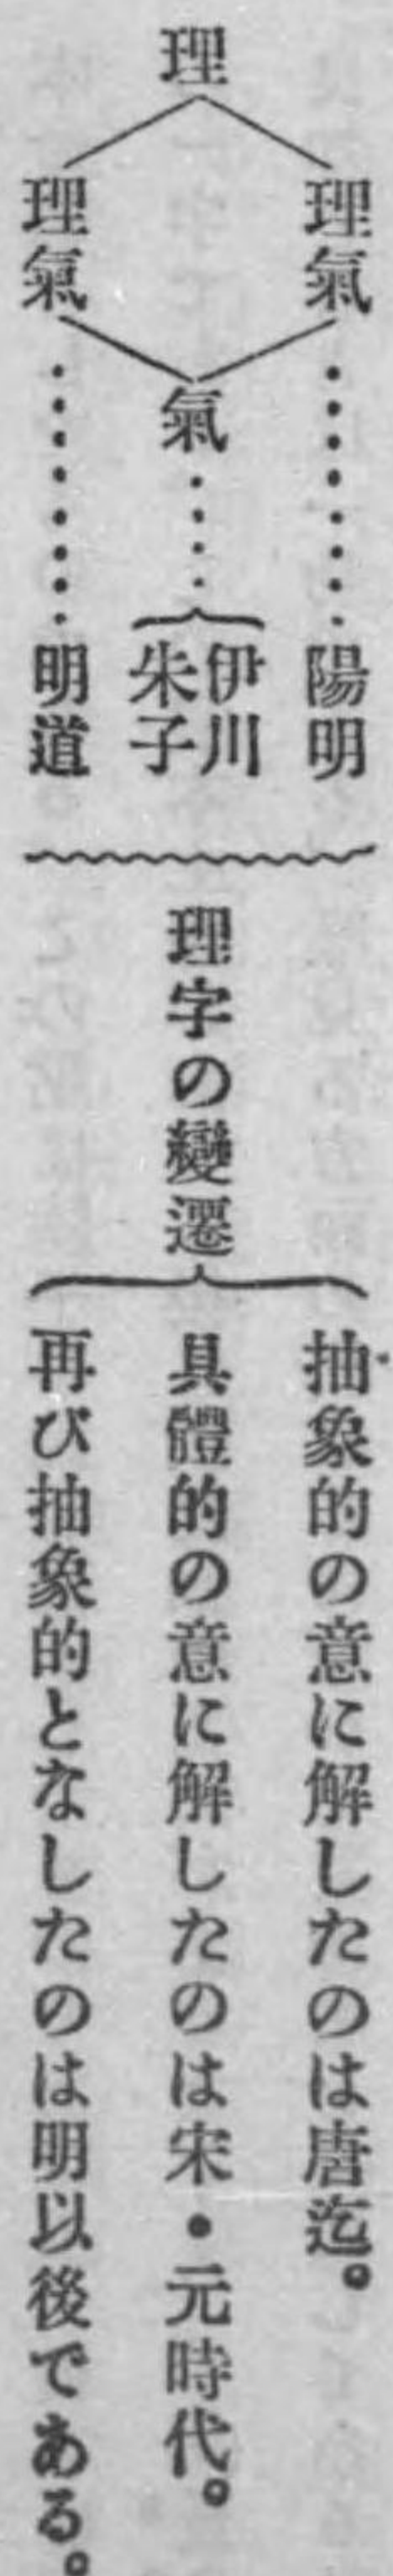 理
理氣……陽明
氣……伊川
朱子
理氣……明道
理字の變遷
抽象的の意に解したのは唐迄。
具體的の意に解したのは宋・元時代。
再び抽象的となしたのは明以後である。